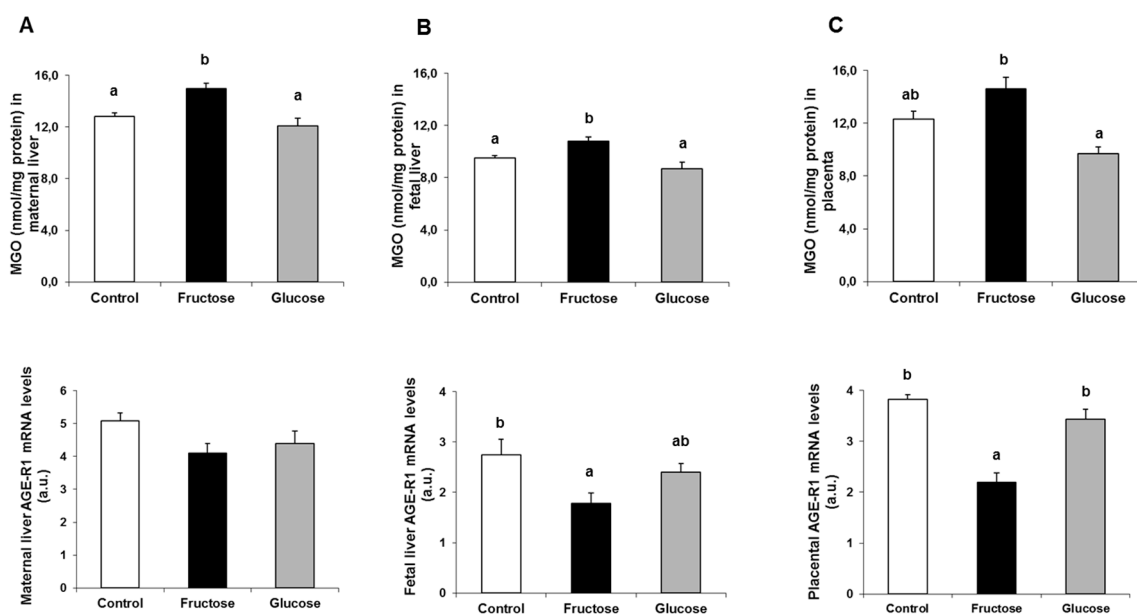 A
MGO (nmol/mg protein) in
maternal liver
16,0
12,0
8,0
4,0
0,0
a
b
a
Control
Fructose
Glucose
B
MGO (nmol/mg protein) in
fetal liver
16,0
12,0
8,0
4,0
0,0
a
b
a
Control
Fructose
Glucose
C
MGO (nmol/mg protein) in
placenta
16,0
12,0
8,0
4,0
0,0
ab
b
a
Control
Fructose
Glucose
Maternal liver AGE-R1 mRNA levels
(a.u.)
6
5
4
3
2
1
0
Control
Fructose
Glucose
Fetal liver AGE-R1 mRNA levels
(a.u.)
4
3
2
1
0
b
a
ab
Control
Fructose
Glucose
Placental AGE-R1 mRNA levels
(a.u.)
4
3
2
1
0
b
a
b
Control
Fructose
Glucose